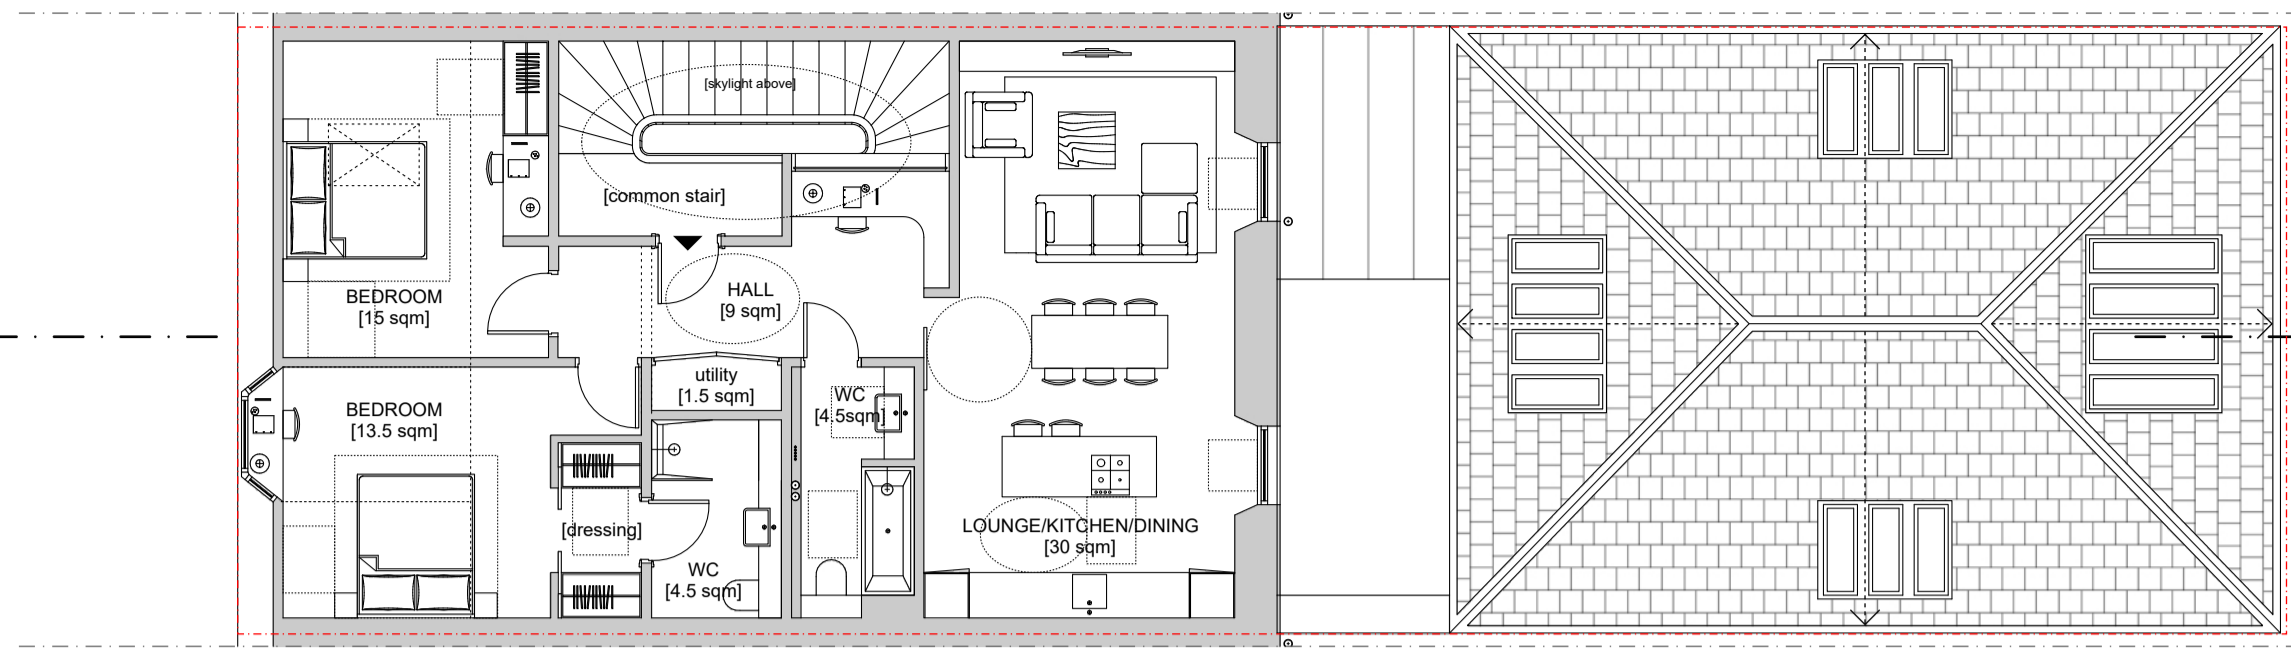 [skylight above]
[common stair]
BEDROOM
[15 sqm]
HALL
[9 sqm]
utility
[1.5 sqm]
WC
[4.5sqm]
BEDROOM
[13.5 sqm]
[dressing]
WC
[4.5 sqm]
LOUNGE/KITCHEN/DINING
[30 sqm]